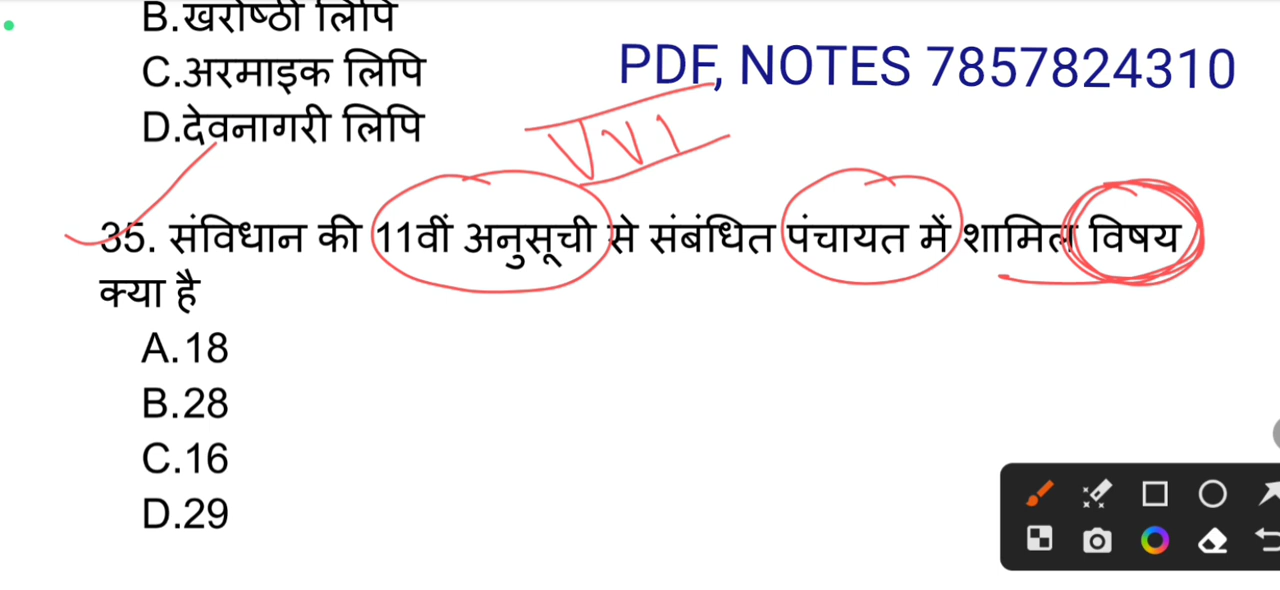 B.खरोष्ठी लिपि
C.अरमाइक लिपि
PDF, NOTES 7857824310
D.देवनागरी लिपि
VVI
35. संविधान की 11वीं अनुसूची से संबंधित पंचायत में शामिल विषय
क्या है
A.18
B.28
C.16
D.29